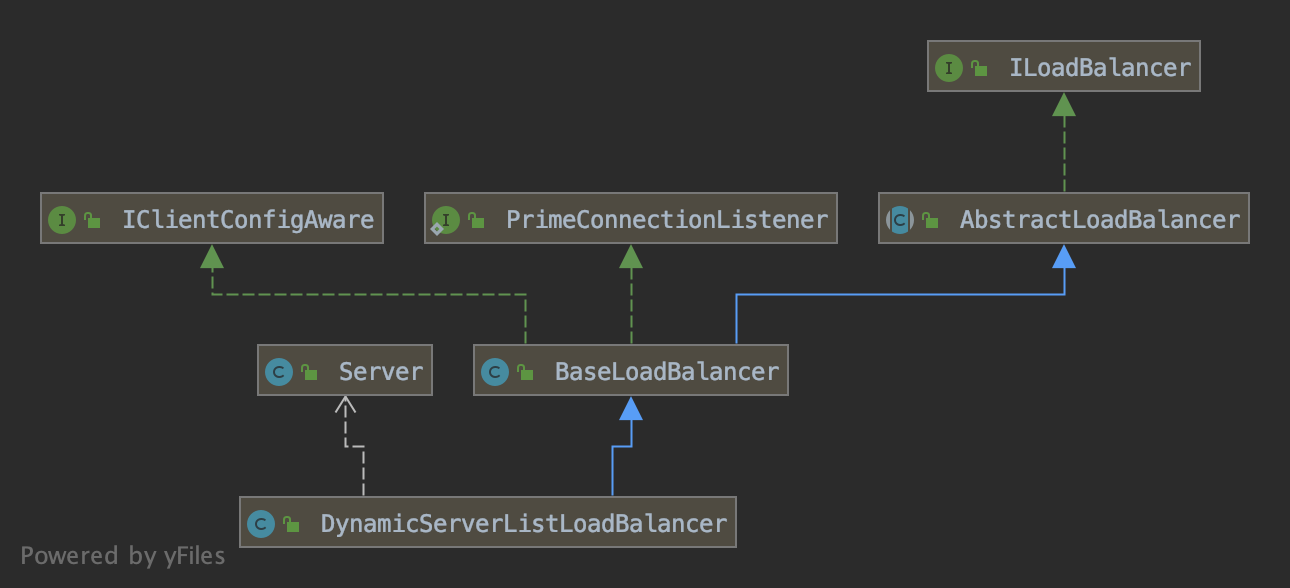 ILoadBalancer
IClientConfigAware
PrimeConnectionListener
AbstractLoadBalancer
Server
BaseLoadBalancer
DynamicServerListLoadBalancer
Powered by yFiles